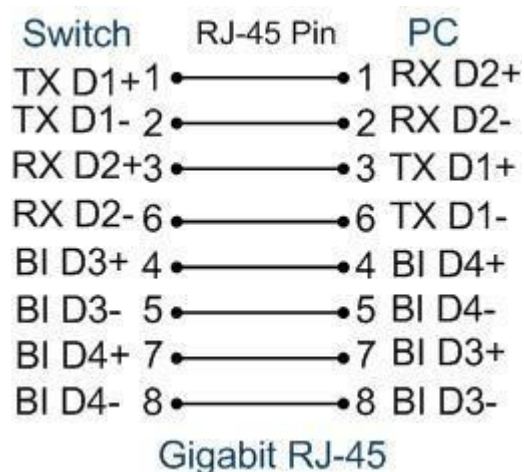 Switch RJ-45 Pin PC
TX D1+ 1 1 RX D2+
TX D1- 2 2 RX D2-
RX D2+ 3 3 TX D1+
RX D2- 6 6 TX D1-
BI D3+ 4 4 BI D4+
BI D3- 5 5 BI D4-
BI D4+ 7 7 BI D3+
BI D4- 8 8 BI D3-
Gigabit RJ-45